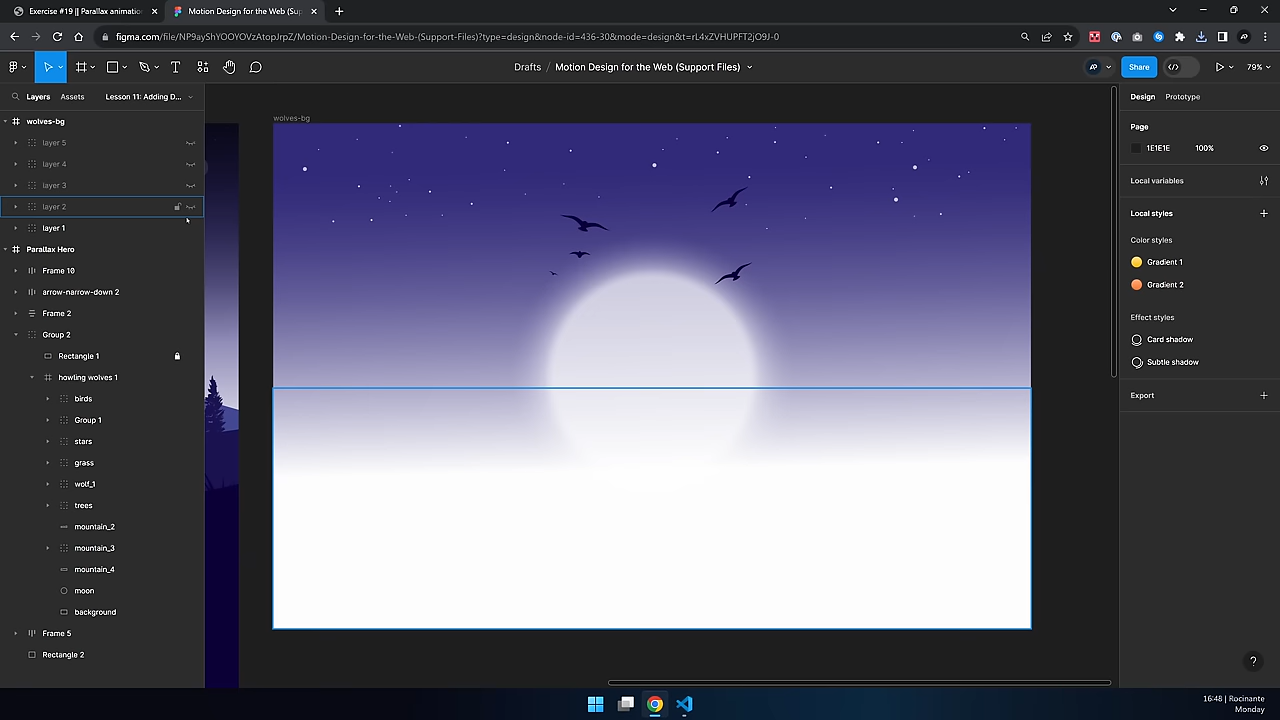 Exercise #19 || Parallax animatio
Motion Design for the Web (Sup
figma.com/file/NP9ayShYOOYOVzAtopJrpZ/Motion-Design-for-the-Web-(Support-Files)?type=design&node-id=436-30&mode=design&t=rL4xZVHUPFT2jO9J-0
Drafts / Motion Design for the Web (Support Files)
Share
79%
Layers
Assets
Lesson 11: Adding D...
wolves-bg
layer 5
layer 4
layer 3
layer 2
layer 1
Parallax Hero
Frame 10
arrow-narrow-down 2
Frame 2
Group 2
Rectangle 1
howling wolves 1
birds
Group 1
stars
grass
wolf_1
trees
mountain_2
mountain_3
mountain_4
moon
background
Frame 5
Rectangle 2
wolves-bg
Design
Prototype
Page
1E1E1E
100%
Local variables
Local styles
Color styles
Gradient 1
Gradient 2
Effect styles
Card shadow
Subtle shadow
Export
?
16:48 | Rocinante
Monday